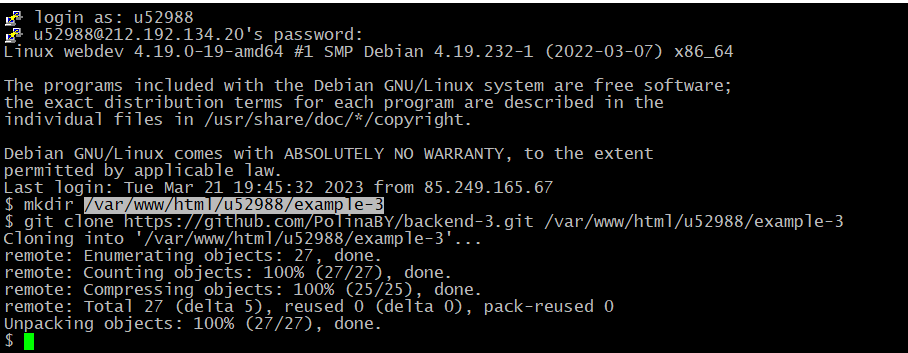 login as: u52988
u52988@212.192.134.20's password:
Linux webdev 4.19.0-19-amd64 #1 SMP Debian 4.19.232-1 (2022-03-07) x86_64
The programs included with the Debian GNU/Linux system are free software;
the exact distribution terms for each program are described in the
individual files in /usr/share/doc/*/copyright.
Debian GNU/Linux comes with ABSOLUTELY NO WARRANTY, to the extent
permitted by applicable law.
Last login: Tue Mar 21 19:45:32 2023 from 85.249.165.67
$ mkdir /var/www/html/u52988/example-3
$ git clone https://github.com/PolinaBY/backend-3.git /var/www/html/u52988/example-3
Cloning into '/var/www/html/u52988/example-3'...
remote: Enumerating objects: 27, done.
remote: Counting objects: 100% (27/27), done.
remote: Compressing objects: 100% (25/25), done.
remote: Total 27 (delta 5), reused 0 (delta 0), pack-reused 0
Unpacking objects: 100% (27/27), done.
$